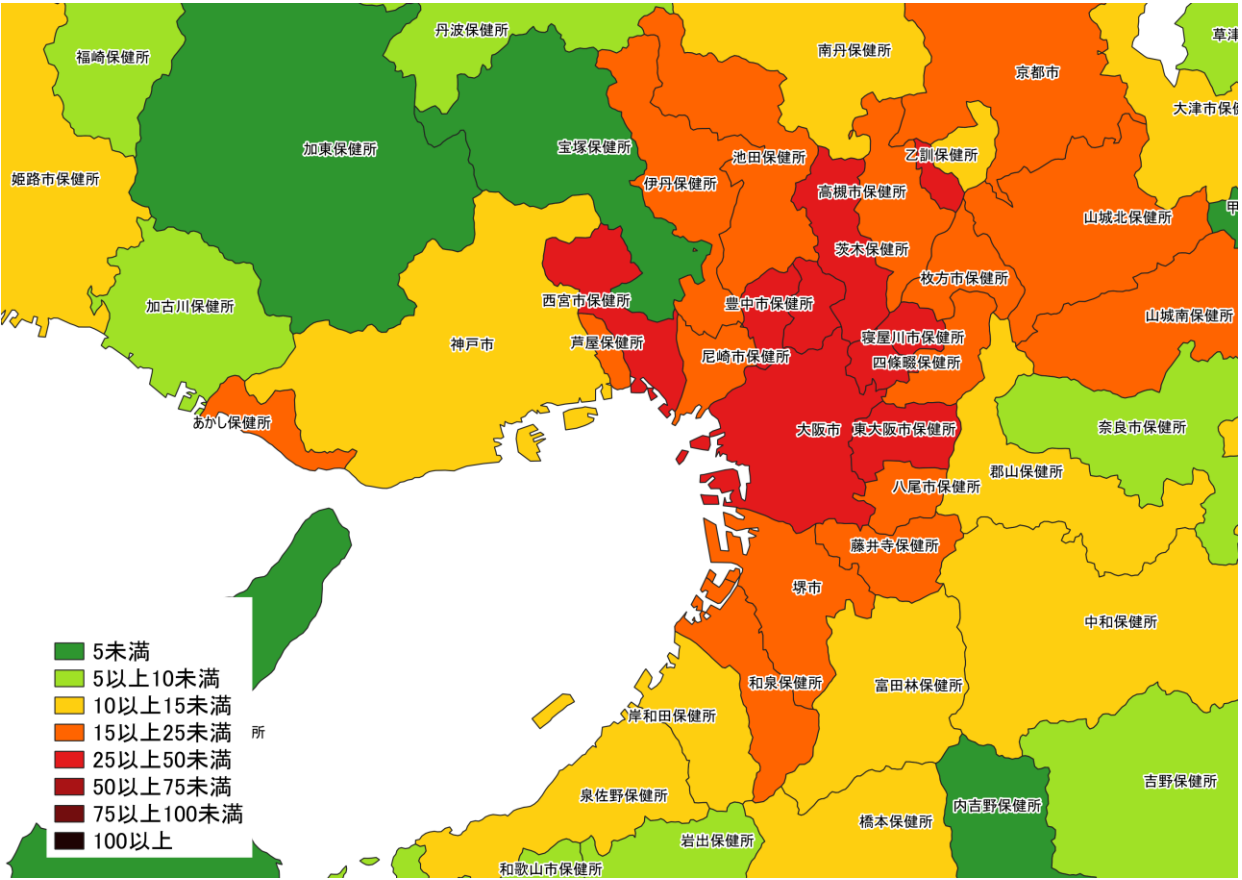 丹波保健所
南丹保健所
草津
福崎保健所
京都市
大津市保健
加東保健所
宝塚保健所
池田保健所
乙訓保健所
姫路市保健所
伊丹保健所
高槻市保健所
甲
山城北保健所
茨木保健所
枚方市保健所
加古川保健所
西宮市保健所
豊中市保健所
山城南保健所
神戸市
芦屋保健所
尼崎市保健所
寝屋川市保健所
四條畷保健所
あかし保健所
大阪市
東大阪市保健所
奈良市保健所
郡山保健所
八尾市保健所
藤井寺保健所
堺市
中和保健所
和泉保健所
富田林保健所
岸和田保健所
所
泉佐野保健所
吉野保健所
内吉野保健所
橋本保健所
岩出保健所
和歌山市保健所
5未満
5以上10未満
10以上15未満
15以上25未満
25以上50未満
50以上75未満
75以上100未満
100以上